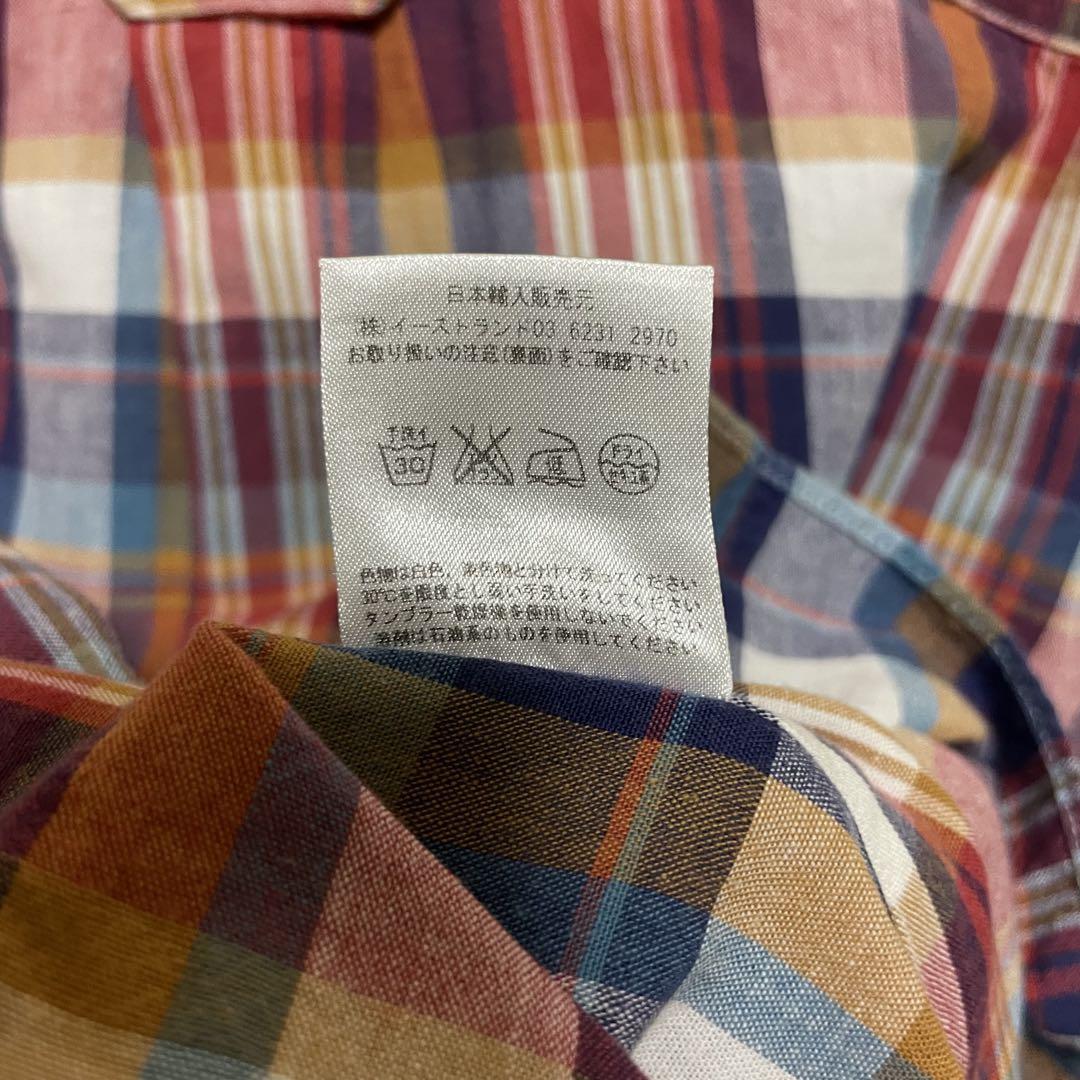 日本輸入販売元
(株)イーストラント03 6231 2970
お取り扱いの注意(裏面)をご確認下さい
30
色物は白色、淡色物と分けて洗ってください
30℃を限度とし弱い手洗いをしてください
タンブラー乾燥機を使用しないでください
溶剤は石油系のものを使用してください